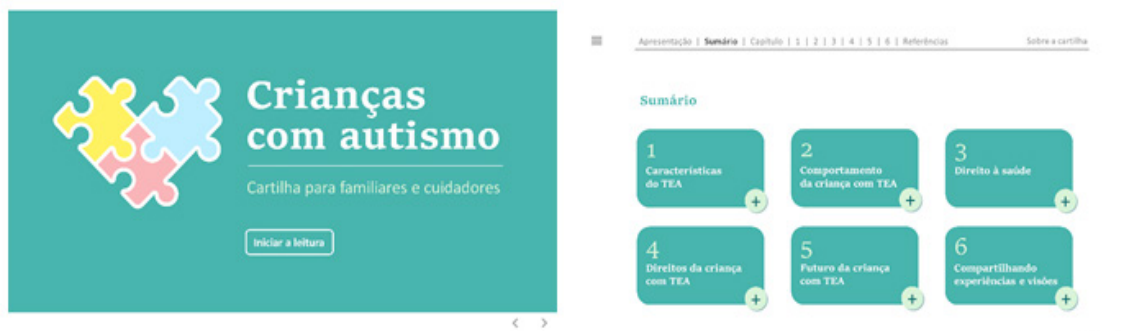 Crianças
com autismo
Cartilha para familiares e cuidadores
Iniciar a leitura
Apresentação | Sumário | Capítulo | 1 | 2 | 3 | 4 | 5 | 6 | Referências
Sobre a cartilha
Sumário
1
Características
do TEA
+
2
Comportamento
da criança com TEA
+
3
Direito à saúde
+
4
Direitos da criança
com TEA
+
5
Futuro da criança
com TEA
+
6
Compartilhando
experiências e visões
+